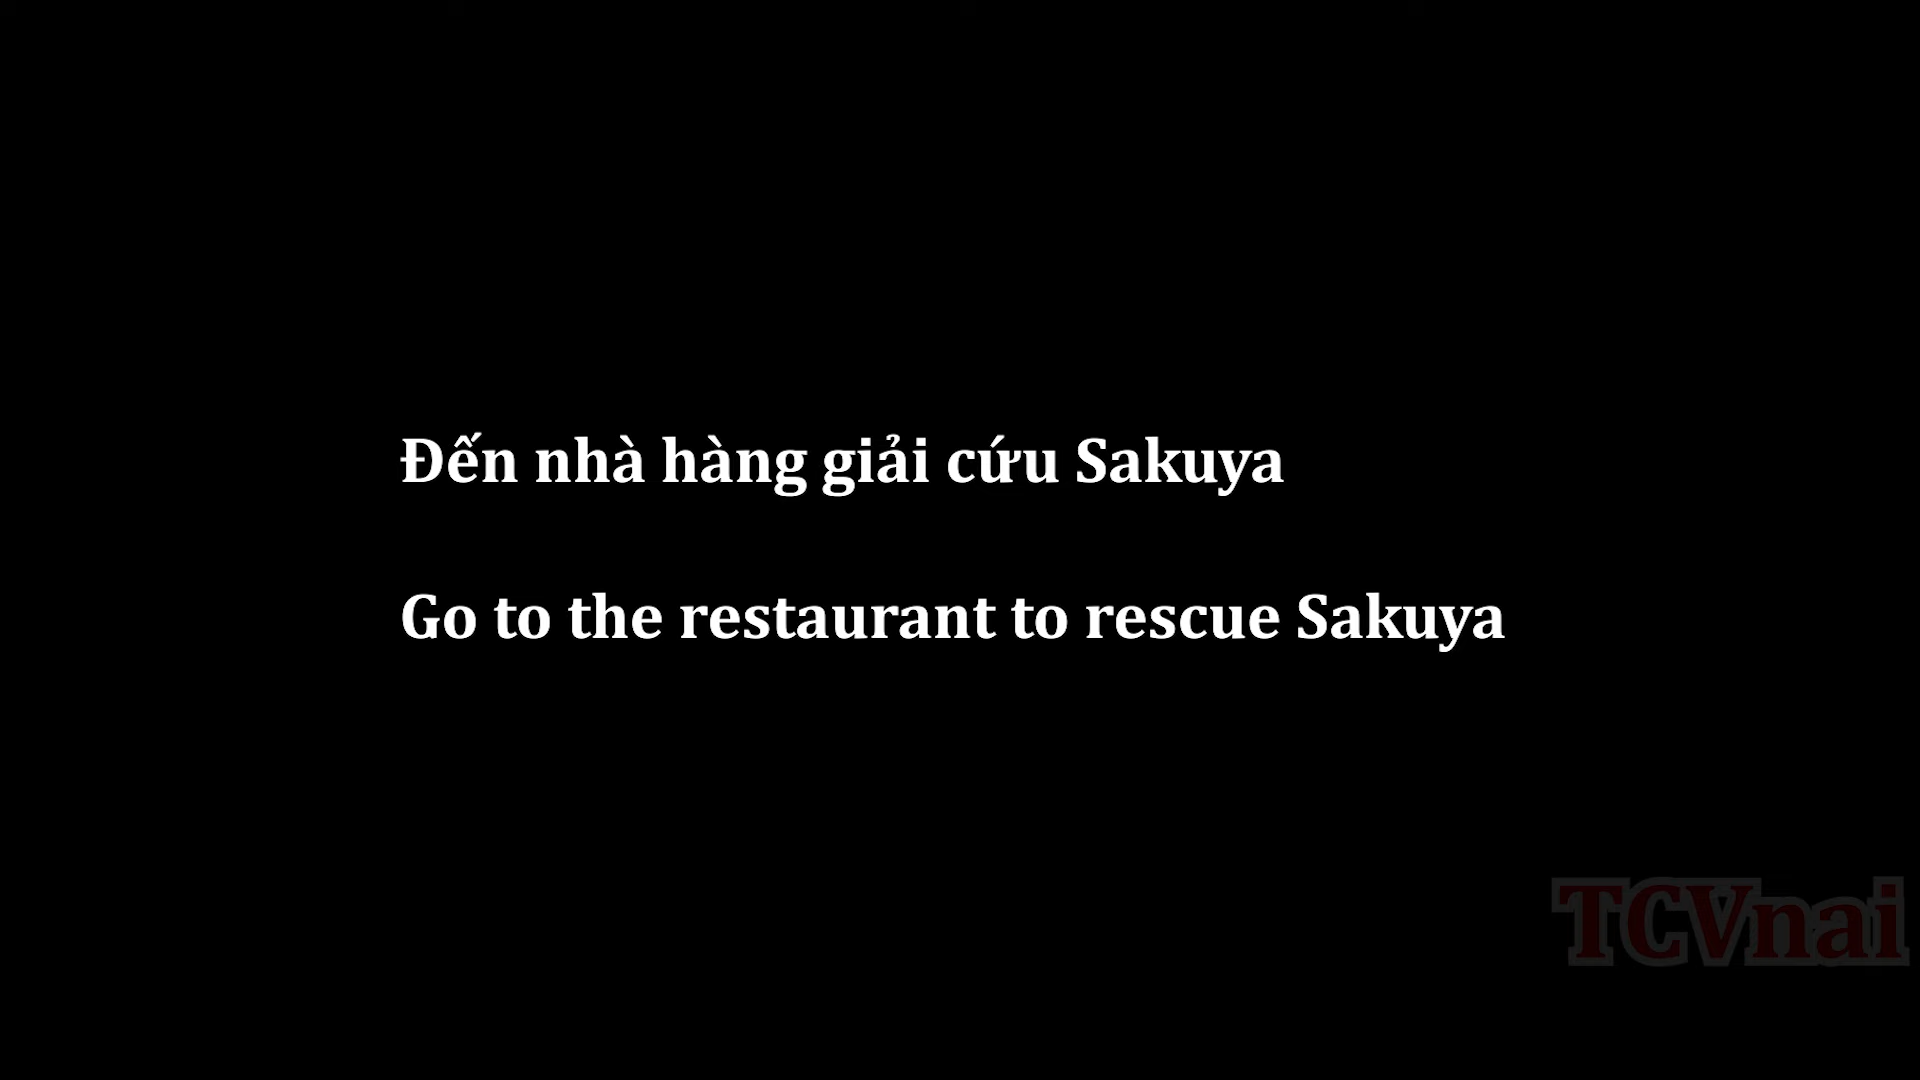 Đến nhà hàng giải cứu Sakuya
Go to the restaurant to rescue Sakuya
TCVnai